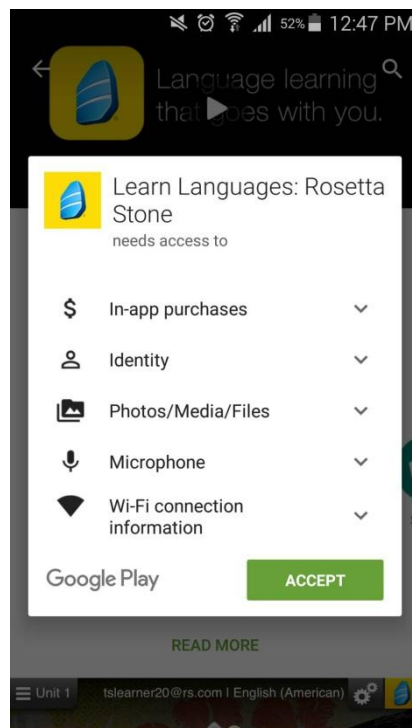 52% 12:47 PM
Language learning
that goes with you.
Learn Languages: Rosetta
Stone
needs access to
$ In-app purchases
Identity
Photos/Media/Files
Microphone
Wi-Fi connection
information
Google Play
ACCEPT
READ MORE
Unit 1 tslearner20@rs.com I English (American)